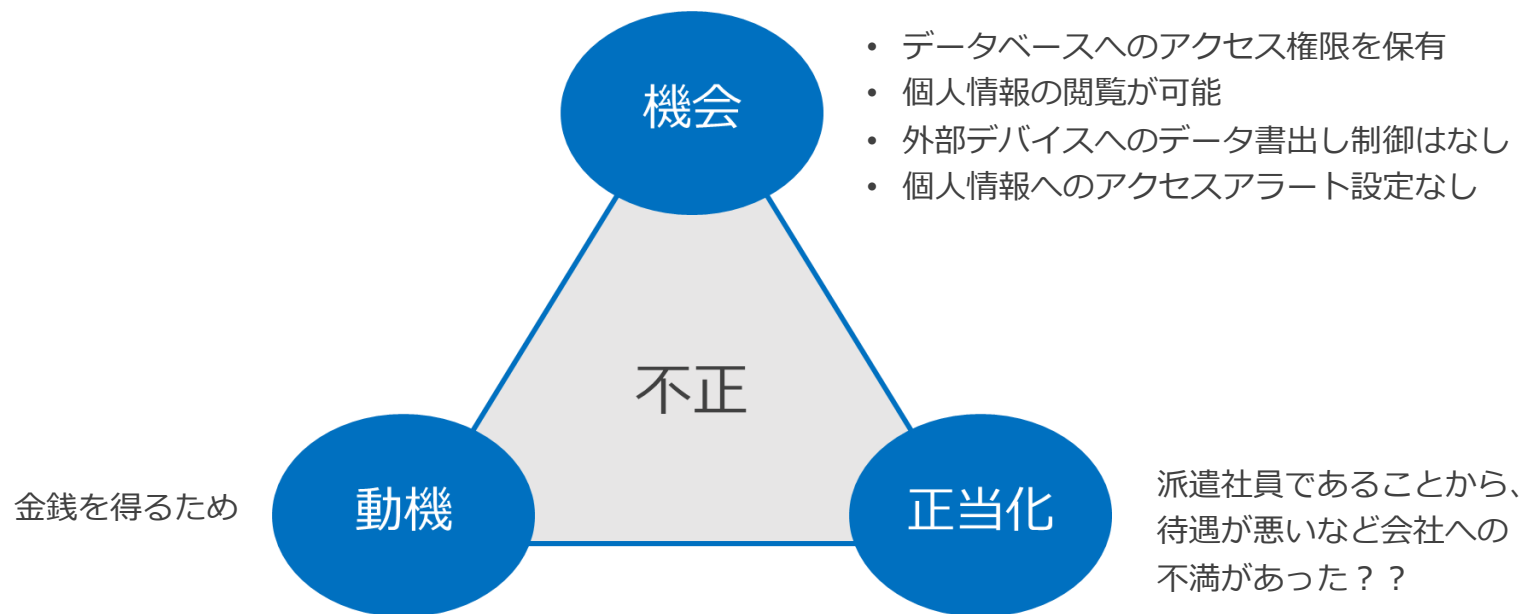 機会
• データベースへのアクセス権限を保有
• 個人情報の閲覧が可能
• 外部デバイスへのデータ書出し制御はなし
• 個人情報へのアクセスアラート設定なし
不正
金銭を得るため
動機
正当化
派遣社員であることから、
待遇が悪いなど会社への
不満があった？？